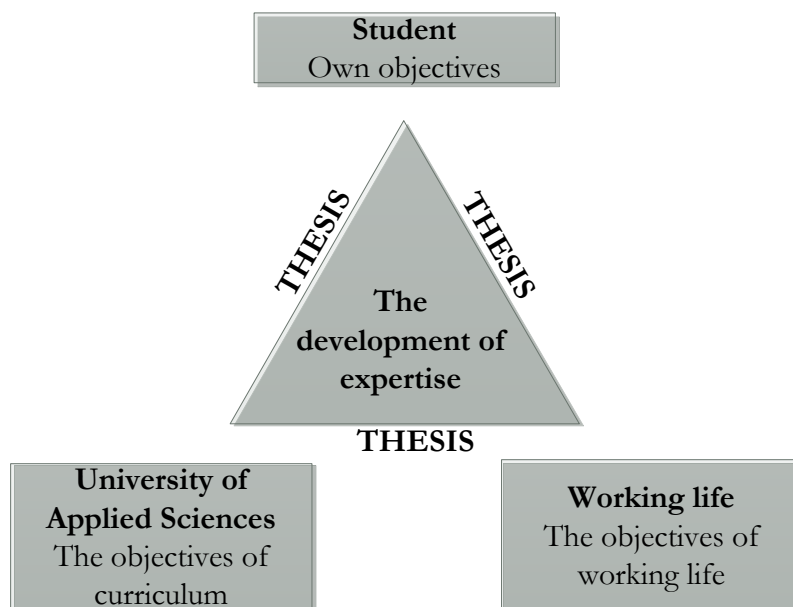 Student
Own objectives
THESIS
THESIS
The
development of
expertise
THESIS
University of
Applied Sciences
The objectives of
curriculum
Working life
The objectives of
working life